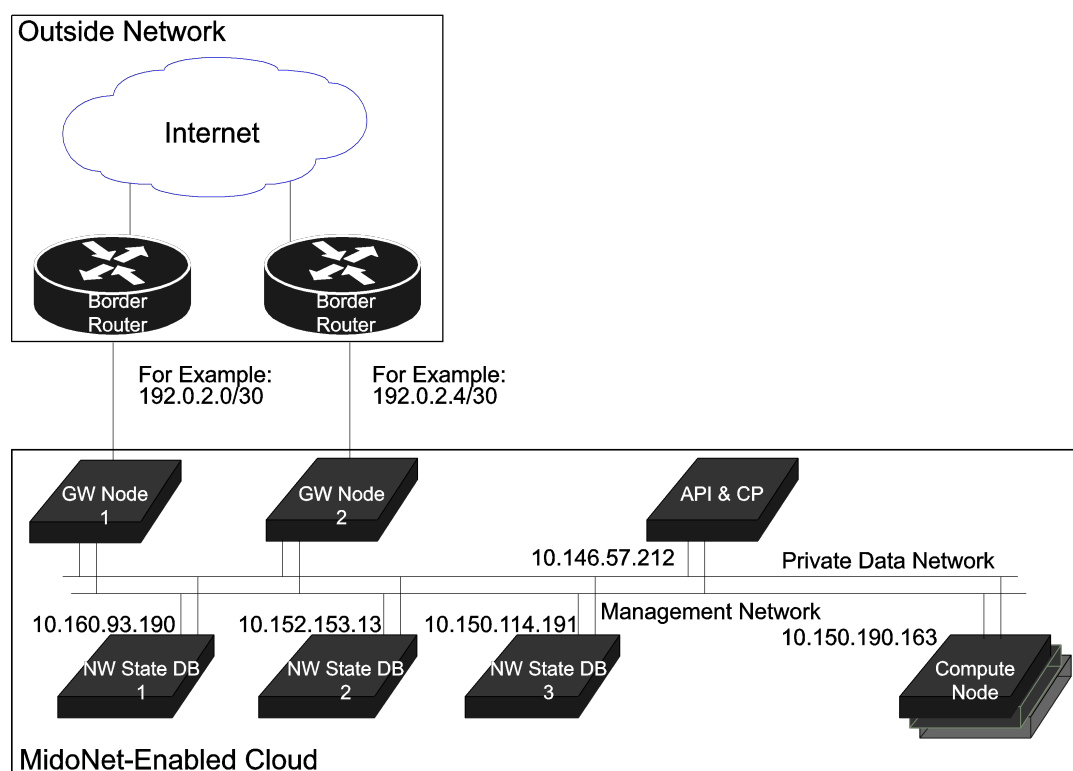 Outside Network
Internet
Border
Router
Border
Router
For Example:
192.0.2.0/30
For Example:
192.0.2.4/30
GW Node
1
GW Node
2
API & CP
10.146.57.212
Private Data Network
Management Network
10.160.93.190
10.152.153.13
10.150.114.191
10.150.190.163
NW State DB
1
NW State DB
2
NW State DB
3
Compute
Node
MidoNet-Enabled Cloud